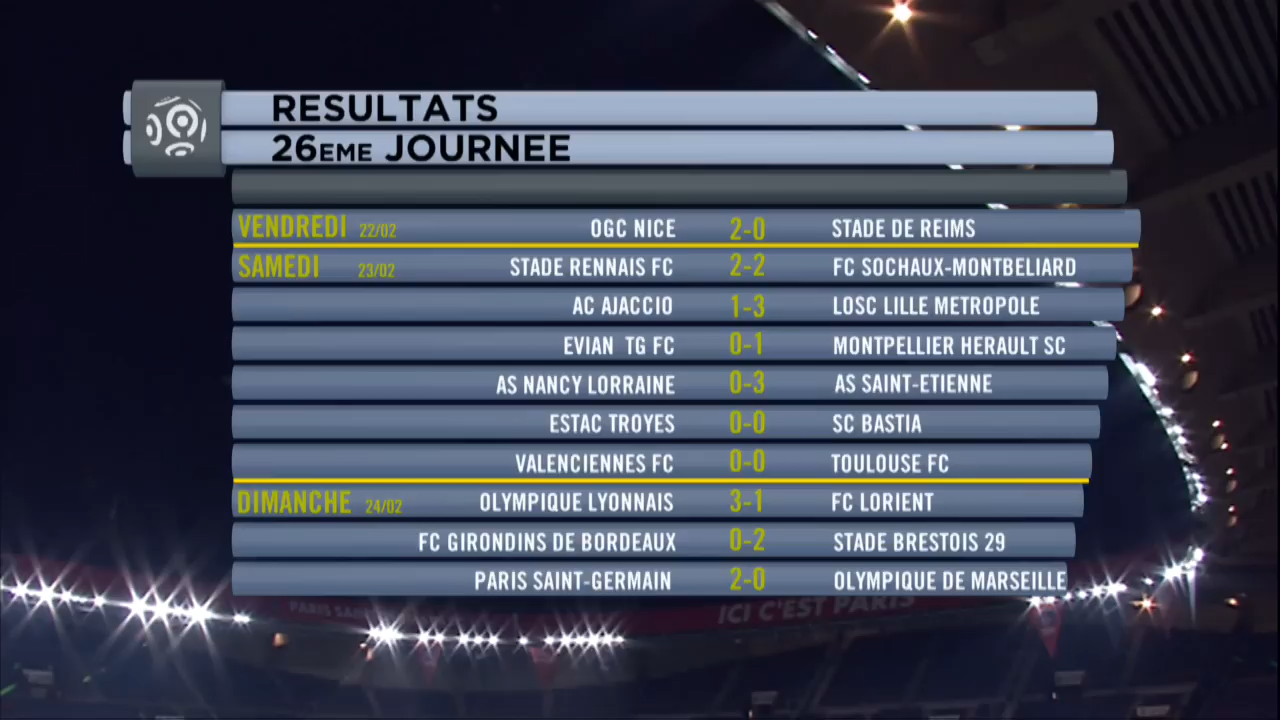 RESULTATS
26EME JOURNEE
VENDREDI 22/02 OGC NICE 2-0 STADE DE REIMS
SAMEDI 23/02 STADE RENNAIS FC 2-2 FC SOCHAUX-MONTBELIARD
AC AJACCIO 1-3 LOSC LILLE METROPOLE
EVIAN TG FC 0-1 MONTPELLIER HERAULT SC
AS NANCY LORRAINE 0-3 AS SAINT-ETIENNE
ESTAC TROYES 0-0 SC BASTIA
VALENCIENNES FC 0-0 TOULOUSE FC
DIMANCHE 24/02 OLYMPIQUE LYONNAIS 3-1 FC LORIENT
FC GIRONDINS DE BORDEAUX 0-2 STADE BRESTOIS 29
PARIS SAINT-GERMAIN 2-0 OLYMPIQUE DE MARSEILLE
PARIS ICI C'EST PARIS